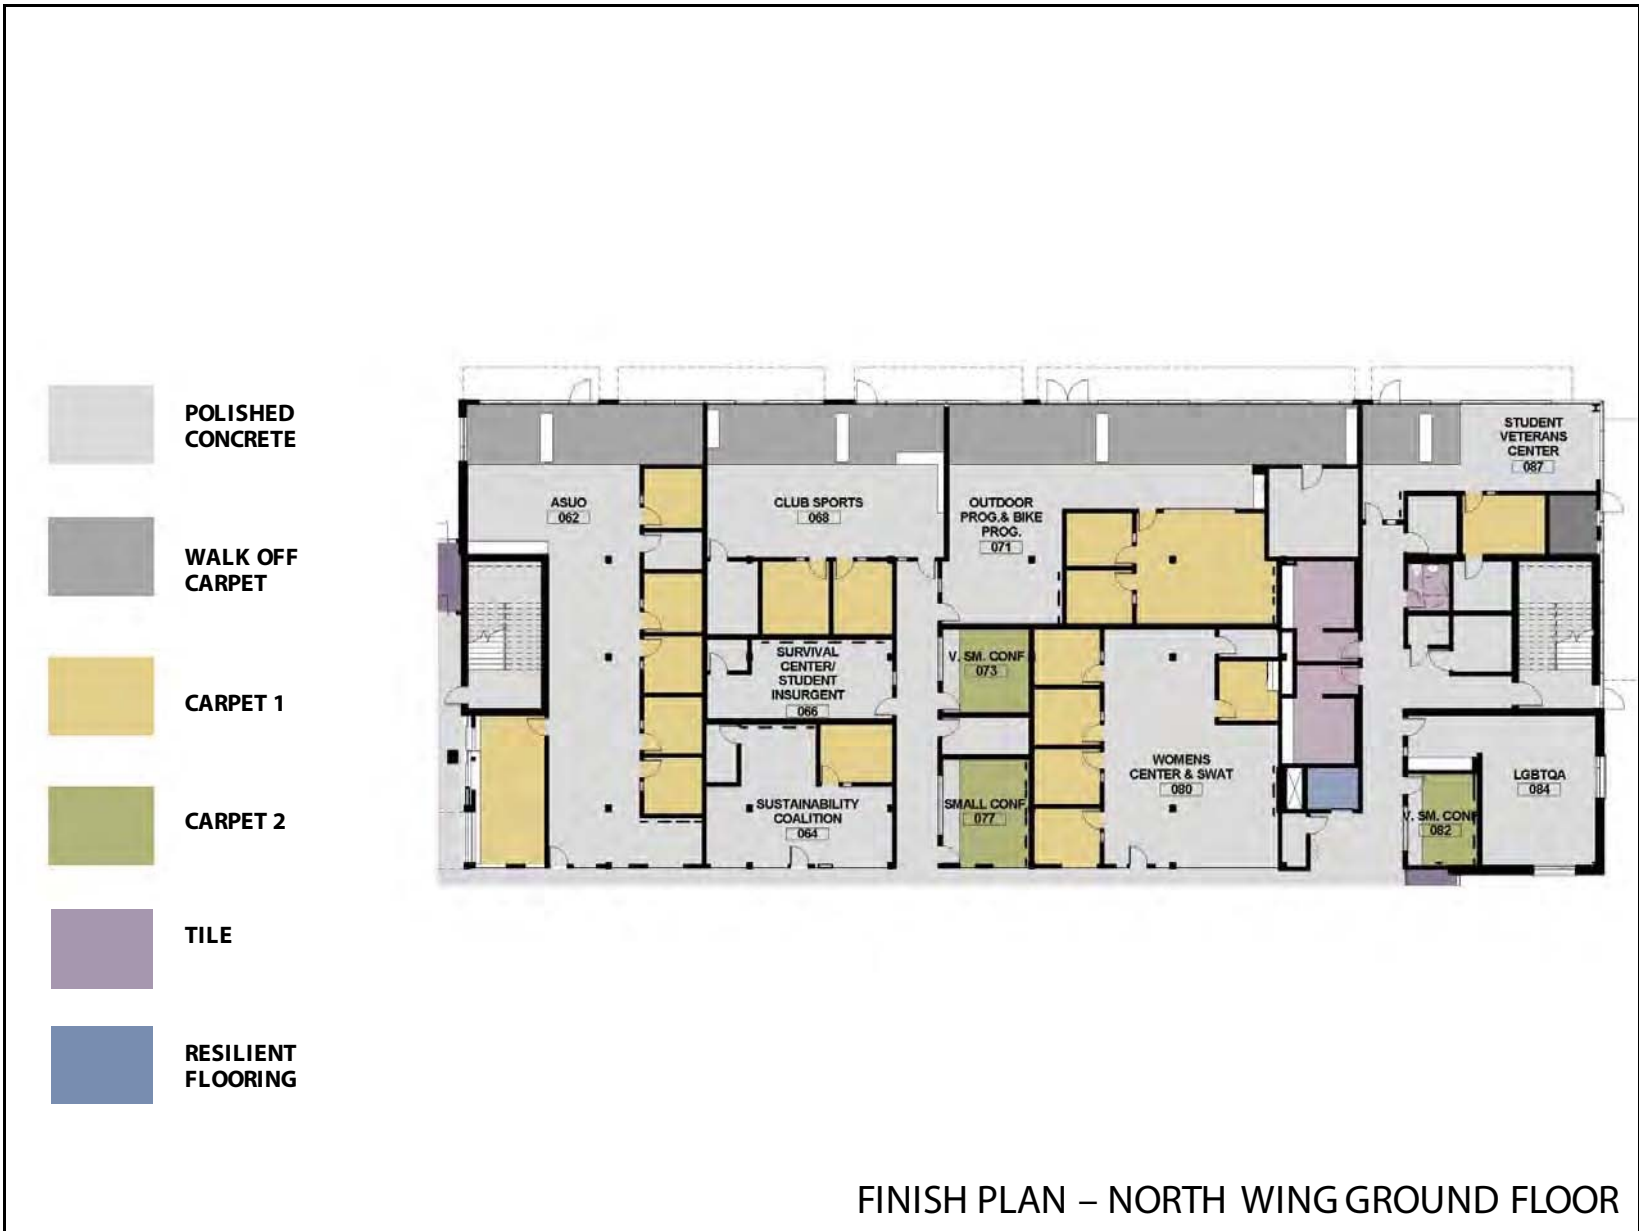 POLISHED
CONCRETE
WALK OFF
CARPET
CARPET 1
CARPET 2
TILE
RESILIENT
FLOORING
ASUO
062
CLUB SPORTS
068
OUTDOOR
PROG.& BIKE
PROG.
071
STUDENT
VETERANS
CENTER
087
SURVIVAL
CENTER/
STUDENT
INSURGENT
066
V. SM. CONF
073
SUSTAINABILITY
COALITION
064
SMALL CONF.
077
WOMENS
CENTER & SWAT
080
V. SM. CONF
082
LGBTQA
084
FINISH PLAN – NORTH WING GROUND FLOOR